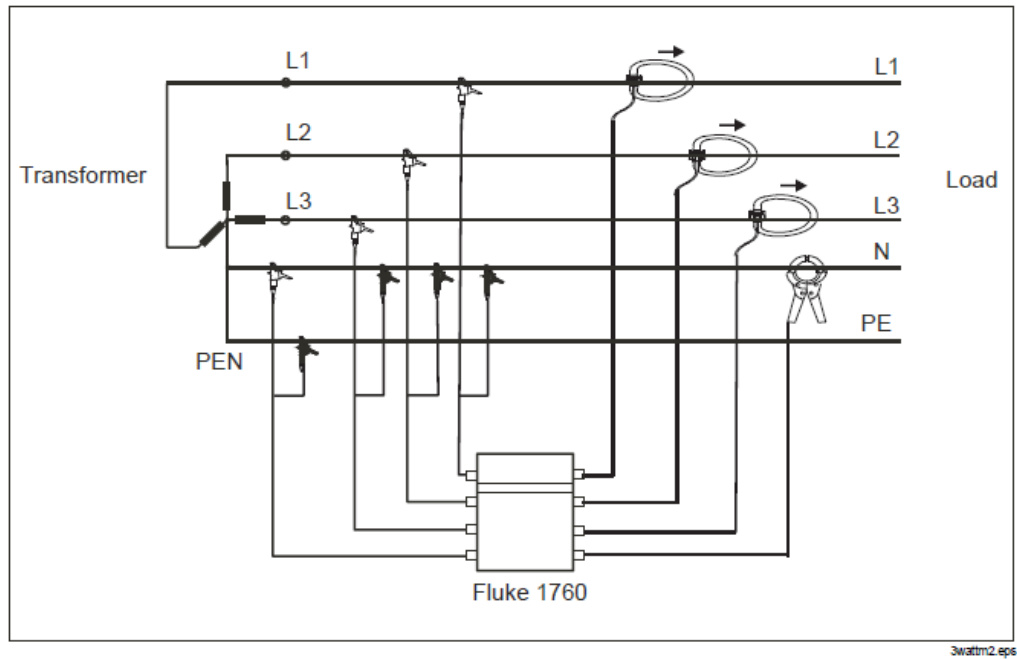 L1
L1
L2
L2
Transformer
Load
L3
L3
N
PE
PEN
Fluke 1760
3wattm2.eps